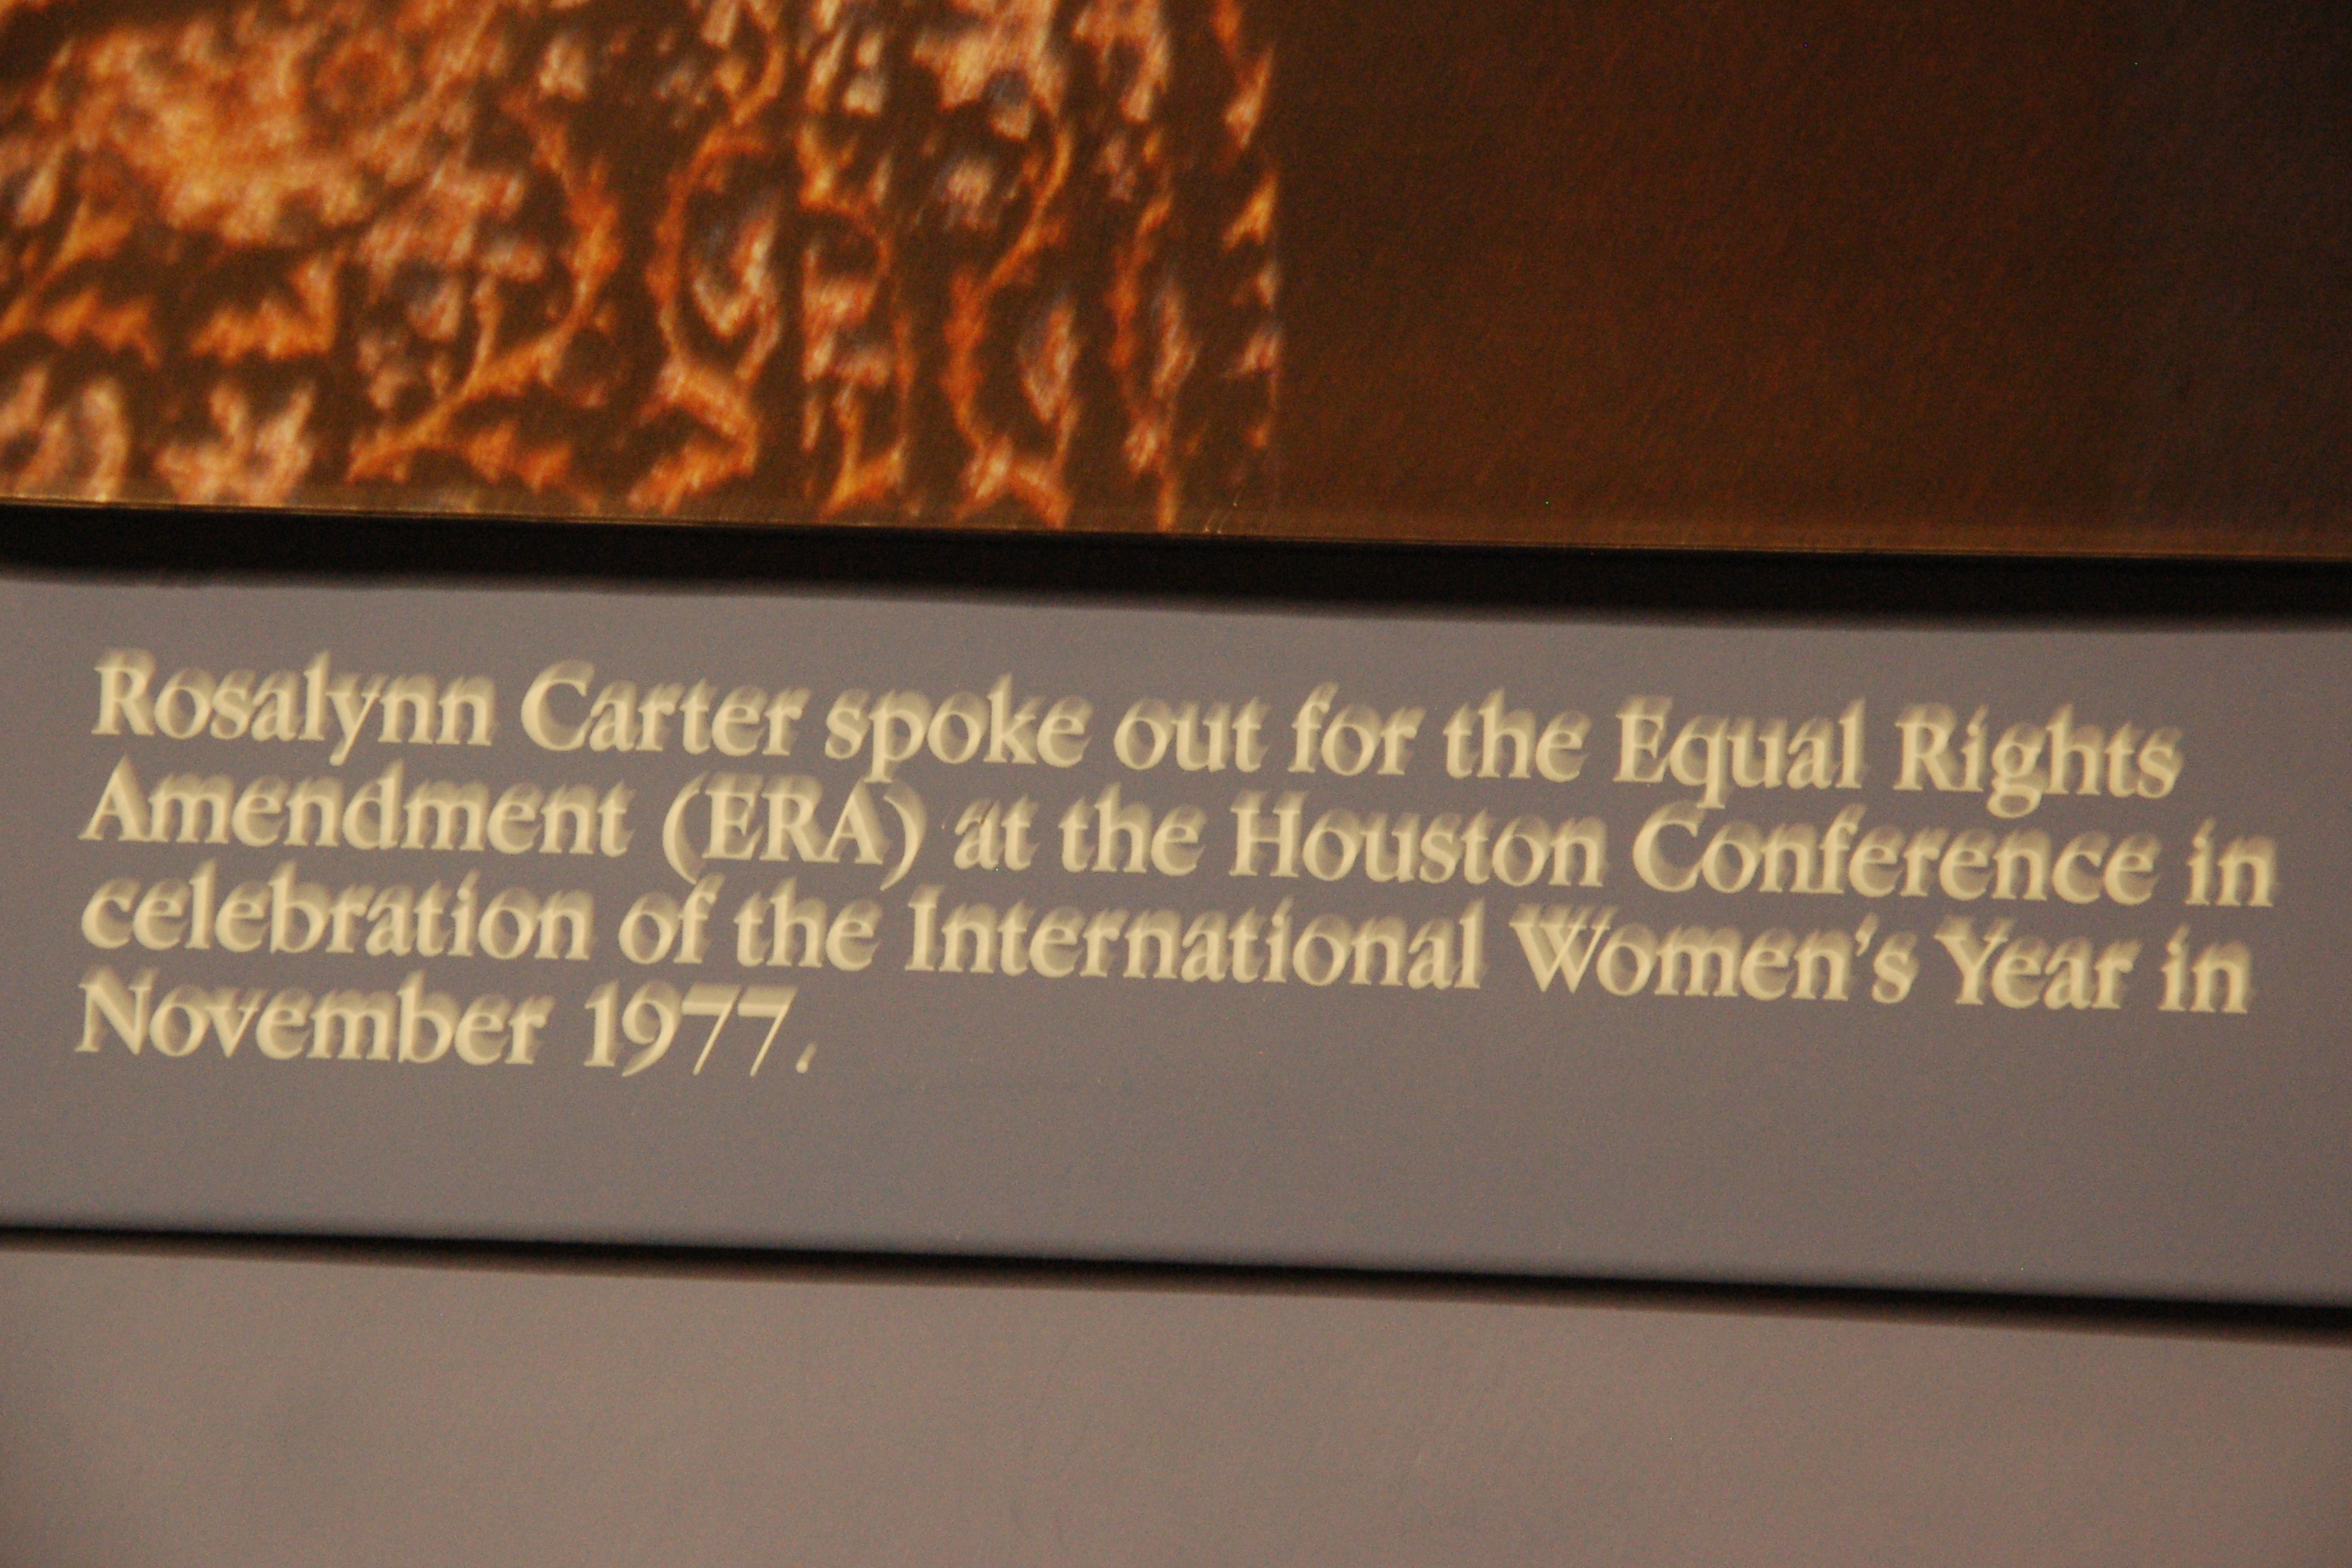 Rosalynn Carter spoke out for the Equal Rights
Amendment (ERA) at the Houston Conference in
celebration of the International Women's Year in
November 1977.